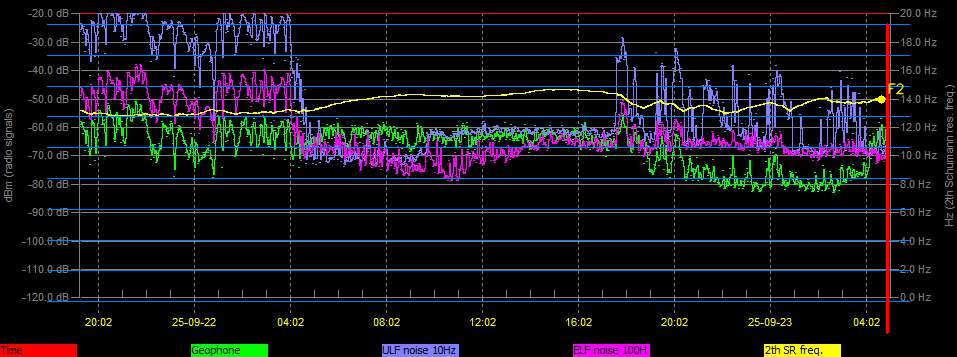 -20.0 dB 20.0 Hz
-30.0 dB 18.0 Hz
-40.0 dB 16.0 Hz
F2
-50.0 dB 14.0 Hz
-60.0 dB 12.0 Hz
-70.0 dB 10.0 Hz
-80.0 dB 8.0 Hz
-90.0 dB 6.0 Hz
-100.0 dB 4.0 Hz
-110.0 dB 2.0 Hz
-120.0 dB 0.0 Hz
dBm (radio signals)
Hz (2th Schumann res. freq.)
20:02 25-09-22 04:02 08:02 12:02 16:02 20:02 25-09-23 04:02
Time Geophone ULF noise 10Hz ELF noise 100H 2th SR freq.